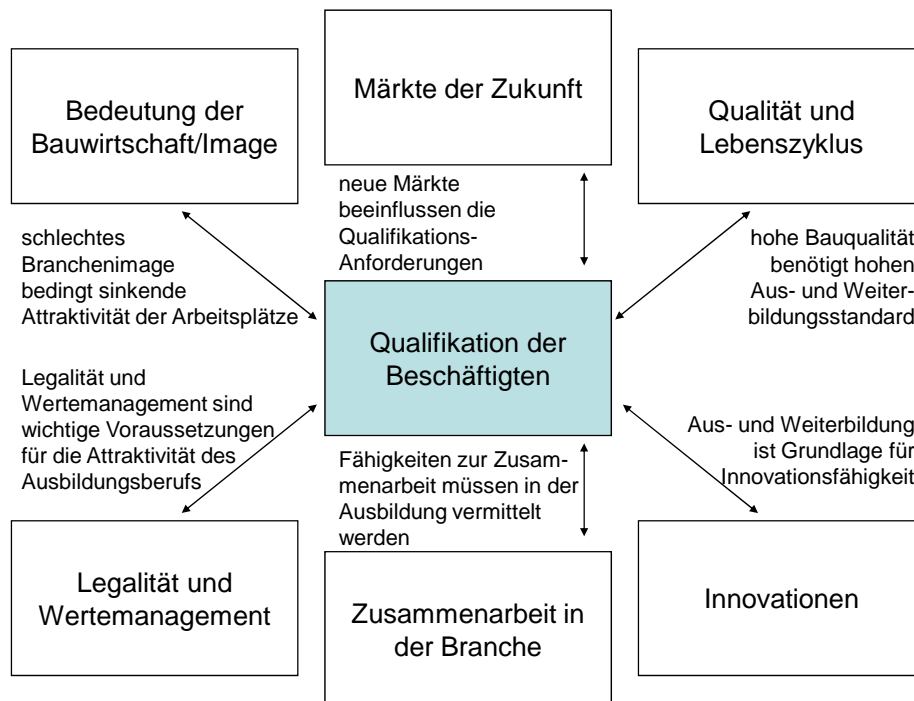 Bedeutung der
Bauwirtschaft/Image
Märkte der Zukunft
Qualität und
Lebenszyklus
schlechtes
Branchenimage
bedingt sinkende
Attraktivität der Arbeitsplätze
neue Märkte
beeinflussen die
Qualifikations-
Anforderungen
hohe Bauqualität
benötigt hohen
Aus- und Weiter-
bildungsstandard
Qualifikation der
Beschäftigten
Legalität und
Wertemanagement sind
wichtige Voraussetzungen
für die Attraktivität des
Ausbildungsberufs
Fähigkeiten zur Zusam-
menarbeit müssen in der
Ausbildung vermittelt
werden
Aus- und Weiterbildung
ist Grundlage für
Innovationsfähigkeit
Legalität und
Wertemanagement
Zusammenarbeit in
der Branche
Innovationen